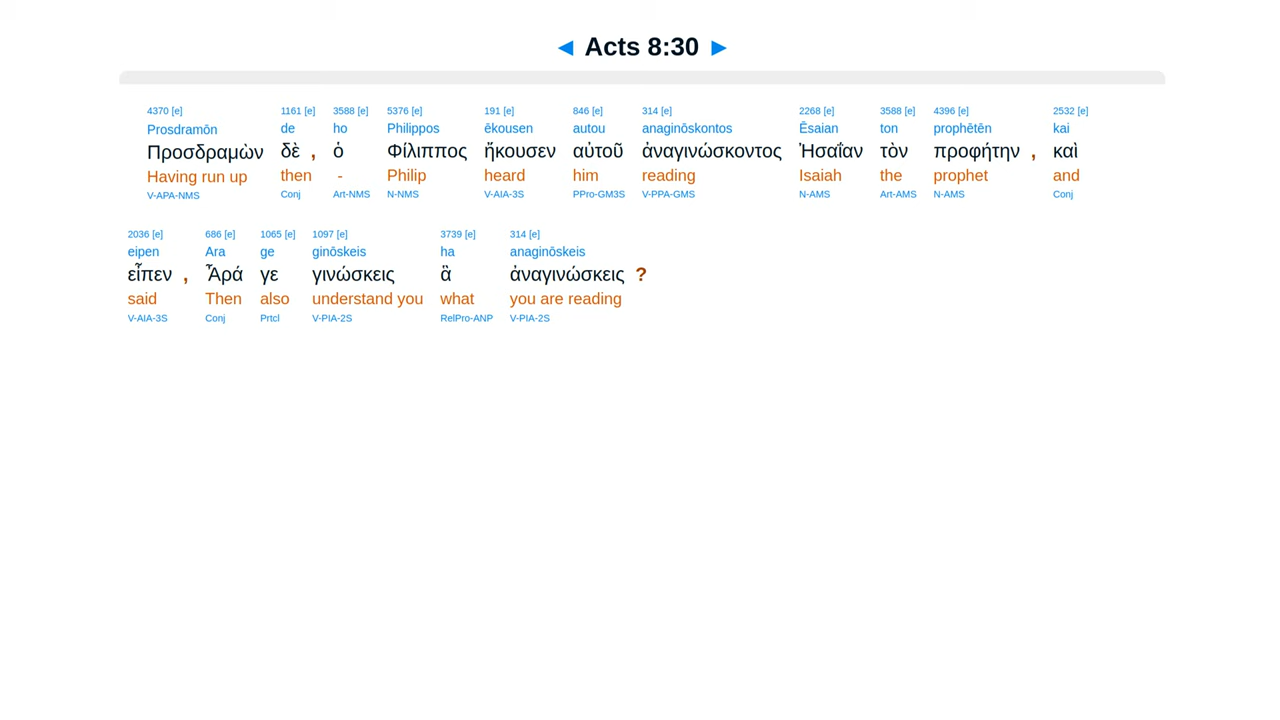 ◄ Acts 8:30 ►
4370 [e] 1161 [e] 3588 [e] 5376 [e] 191 [e] 846 [e] 314 [e] 2268 [e] 3588 [e] 4396 [e] 2532 [e]
Prosdramōn de ho Philippos ēkousen autou anaginōskontos Ēsaian ton prophētēn kai
Προσδραμὼν δὲ , ὁ Φίλιππος ἤκουσεν αὐτοῦ ἀναγινώσκοντος Ἠσαΐαν τὸν προφήτην , καὶ
Having run up then - Philip heard him reading Isaiah the prophet and
V-APA-NMS Conj Art-NMS N-NMS V-AIA-3S PPro-GM3S V-PPA-GMS N-AMS Art-AMS N-AMS Conj
2036 [e] 686 [e] 1065 [e] 1097 [e] 3739 [e] 314 [e]
eipen Ara ge ginōskeis ha anaginōskeis
εἶπεν , Ἆρά γε γινώσκεις ἃ ἀναγινώσκεις ?
said Then also understand you what you are reading
V-AIA-3S Conj Prtcl V-PIA-2S RelPro-ANP V-PIA-2S